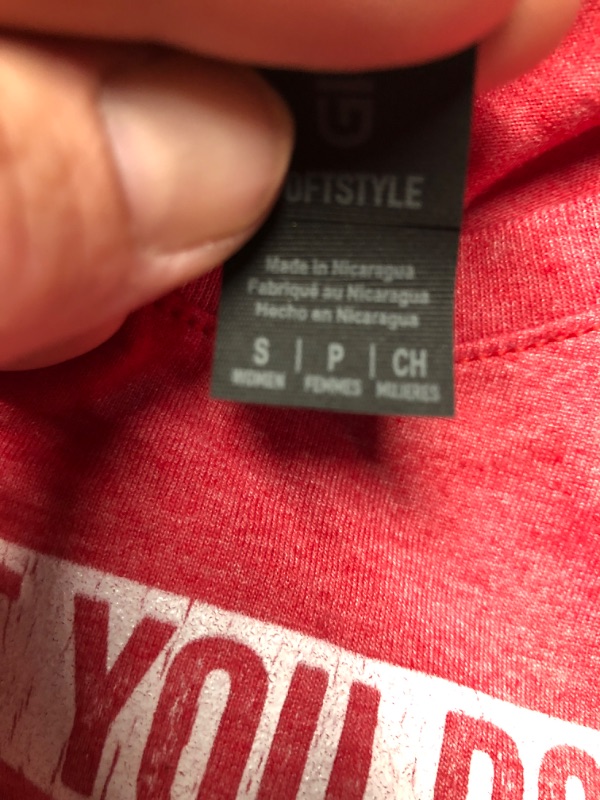 G
OFTSTYLE
Made in Nicaragua
Fabriqué au Nicaragua
Hecho en Nicaragua
S | P | CH
WOMEN FEMMES MUJERES
YOU